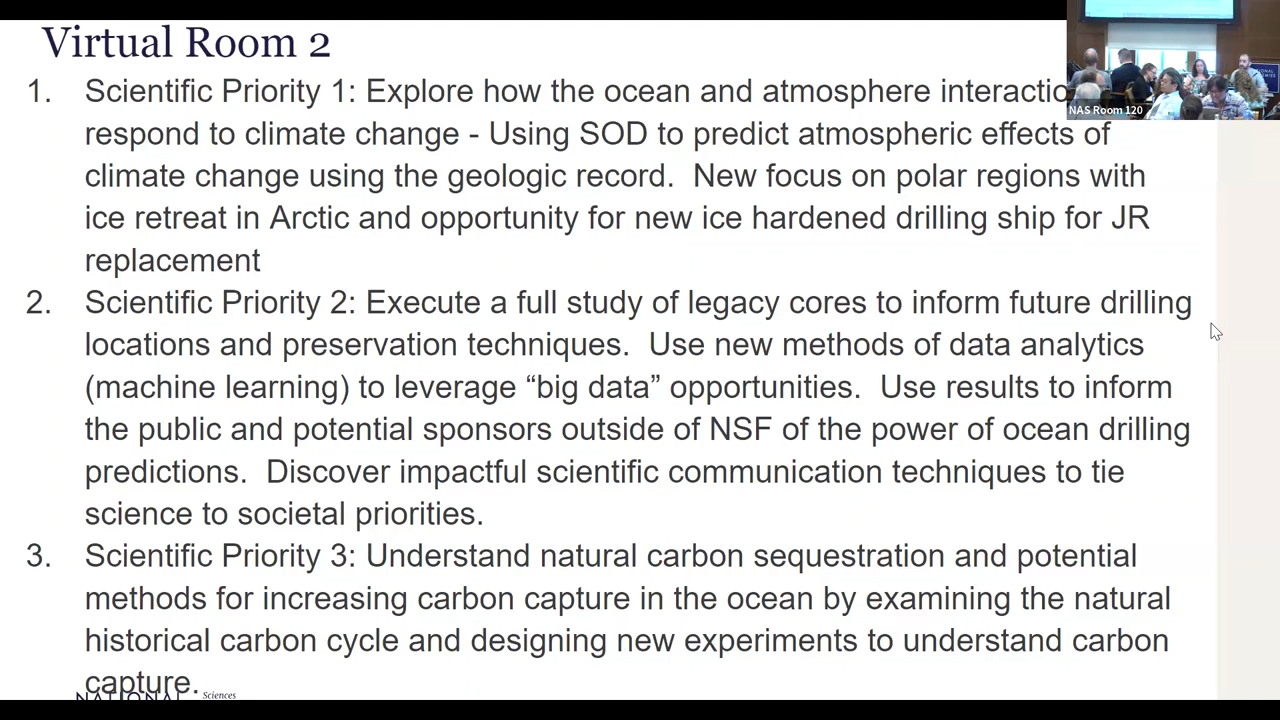 Virtual Room 2
1. Scientific Priority 1: Explore how the ocean and atmosphere
respond to climate change - Using SOD to predict atmospheric effects of
climate change using the geologic record. New focus on polar regions with
ice retreat in Arctic and opportunity for new ice hardened drilling ship for JR
replacement
2. Scientific Priority 2: Execute a full study of legacy cores to inform future drilling
locations and preservation techniques. Use new methods of data analytics
(machine learning) to leverage “big data” opportunities. Use results to inform
the public and potential sponsors outside of NSF of the power of ocean drilling
predictions. Discover impactful scientific communication techniques to tie
science to societal priorities.
3. Scientific Priority 3: Understand natural carbon sequestration and potential
methods for increasing carbon capture in the ocean by examining the natural
historical carbon cycle and designing new experiments to understand carbon
capture.
NATIONAL Sciences
NAS Room 120